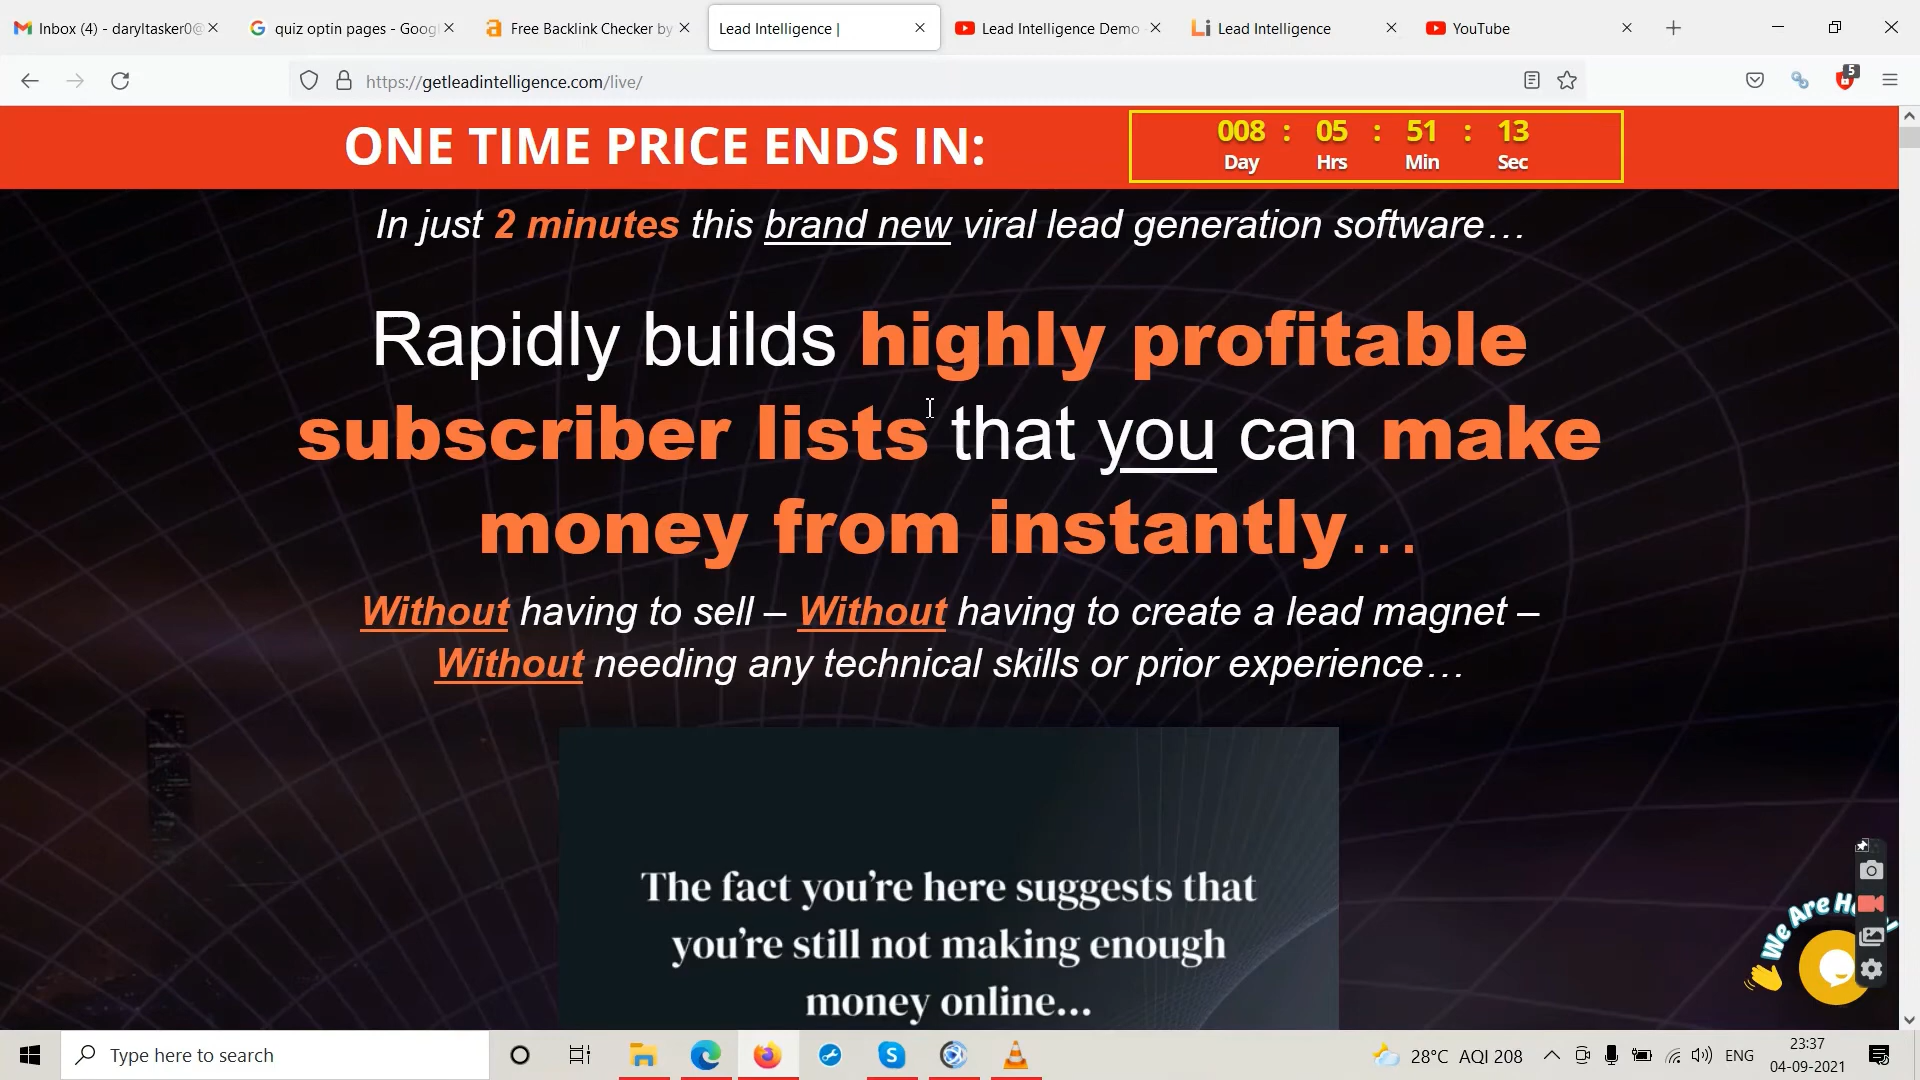 Inbox (4) - daryltasker0@
quiz optin pages - Goog
Free Backlink Checker by
Lead Intelligence |
Lead Intelligence Demo
Lead Intelligence
YouTube
https://getleadintelligence.com/live/
5
ONE TIME PRICE ENDS IN:
008 : 05 : 51 : 13
Day Hrs Min Sec
In just 2 minutes this brand new viral lead generation software…
Rapidly builds highly profitable
subscriber lists that you can make
money from instantly…
Without having to sell – Without having to create a lead magnet –
Without needing any technical skills or prior experience…
The fact you’re here suggests that
you’re still not making enough
money online…
We Are
Type here to search
28°C AQI 208
ENG
23:37
04-09-2021